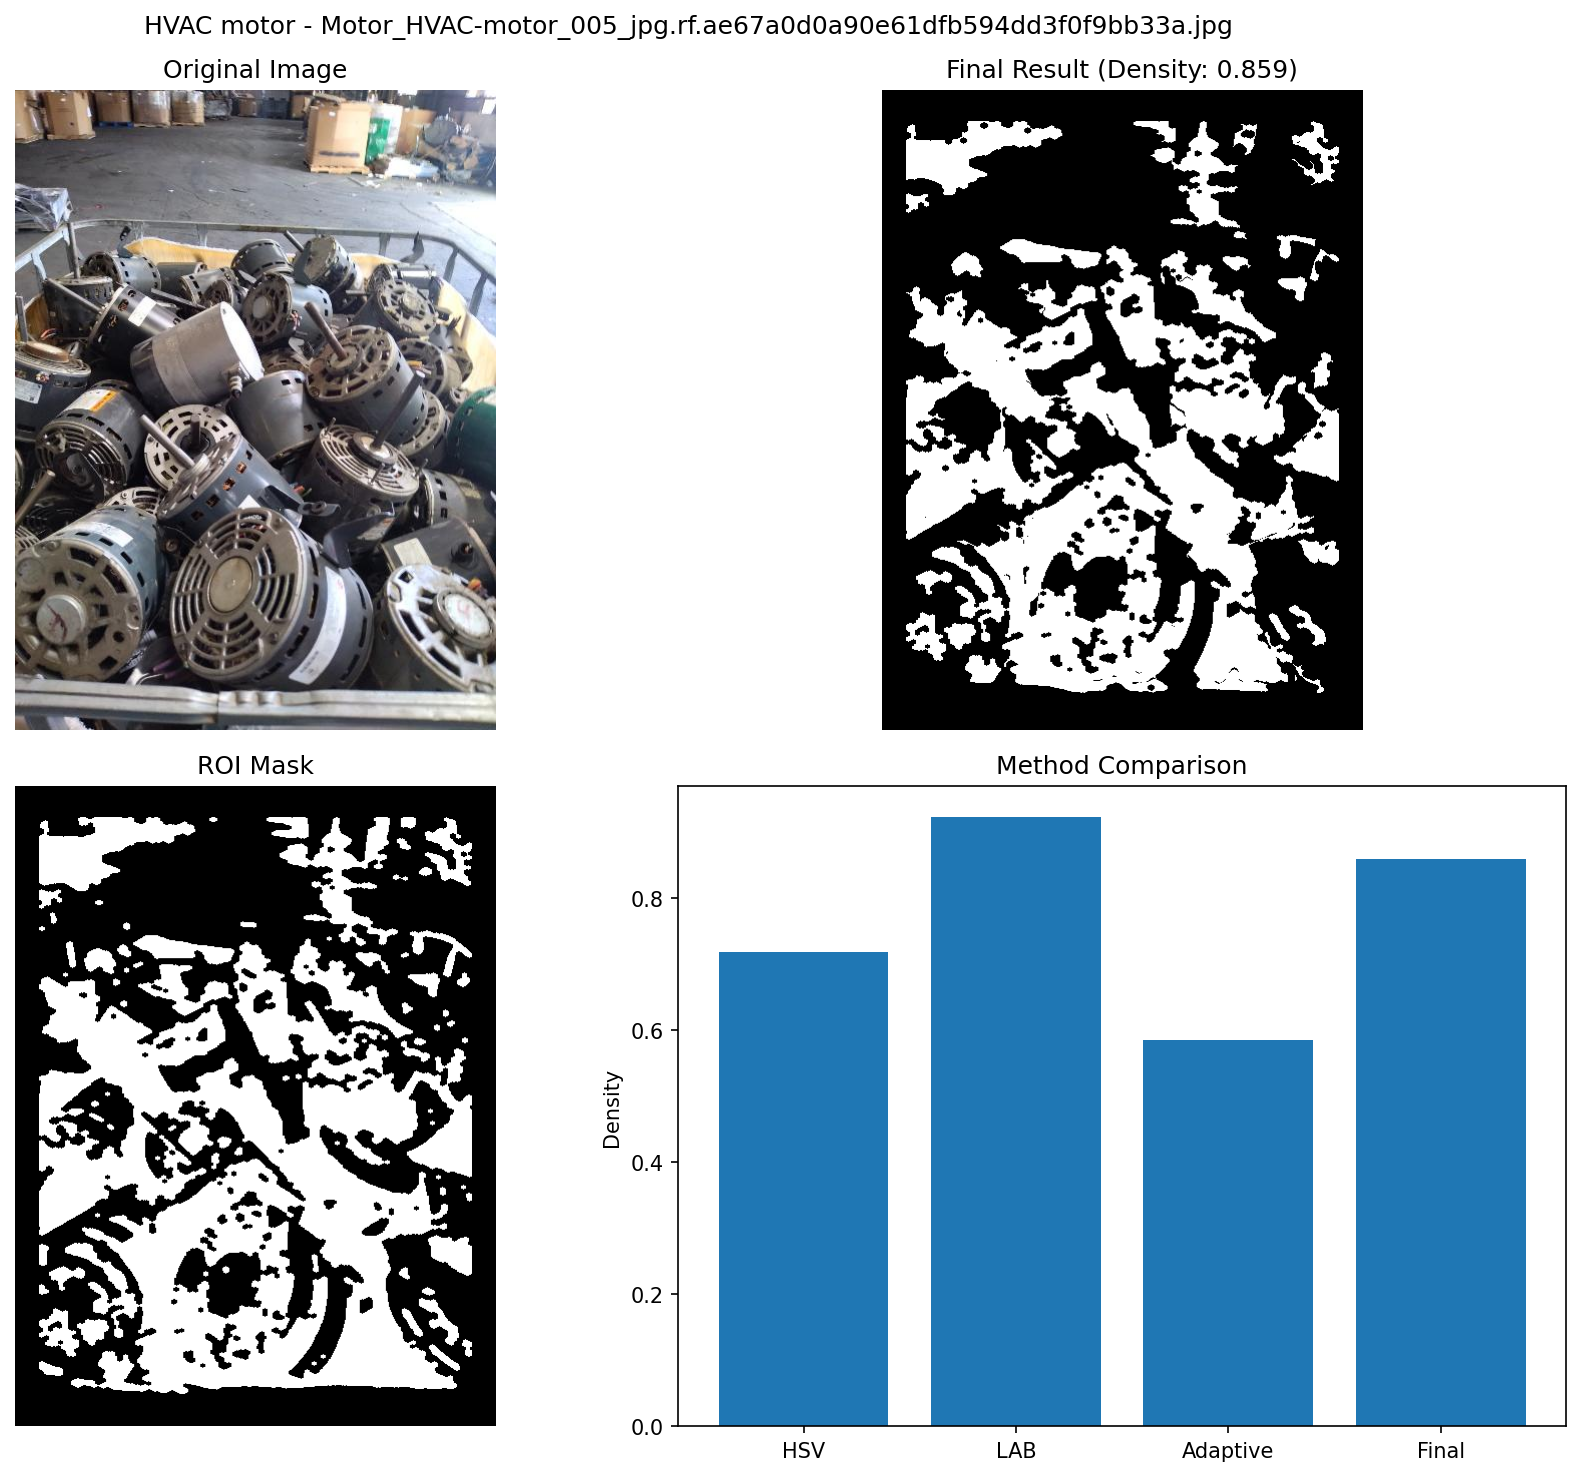 HVAC motor - Motor_HVAC-motor_005_jpg.rf.ae67a0d0a90e61dfb594dd3f0f9bb33a.jpg
Original Image
Final Result (Density: 0.859)
ROI Mask
Method Comparison
Density
0.8
0.6
0.4
0.2
0.0
HSV
LAB
Adaptive
Final